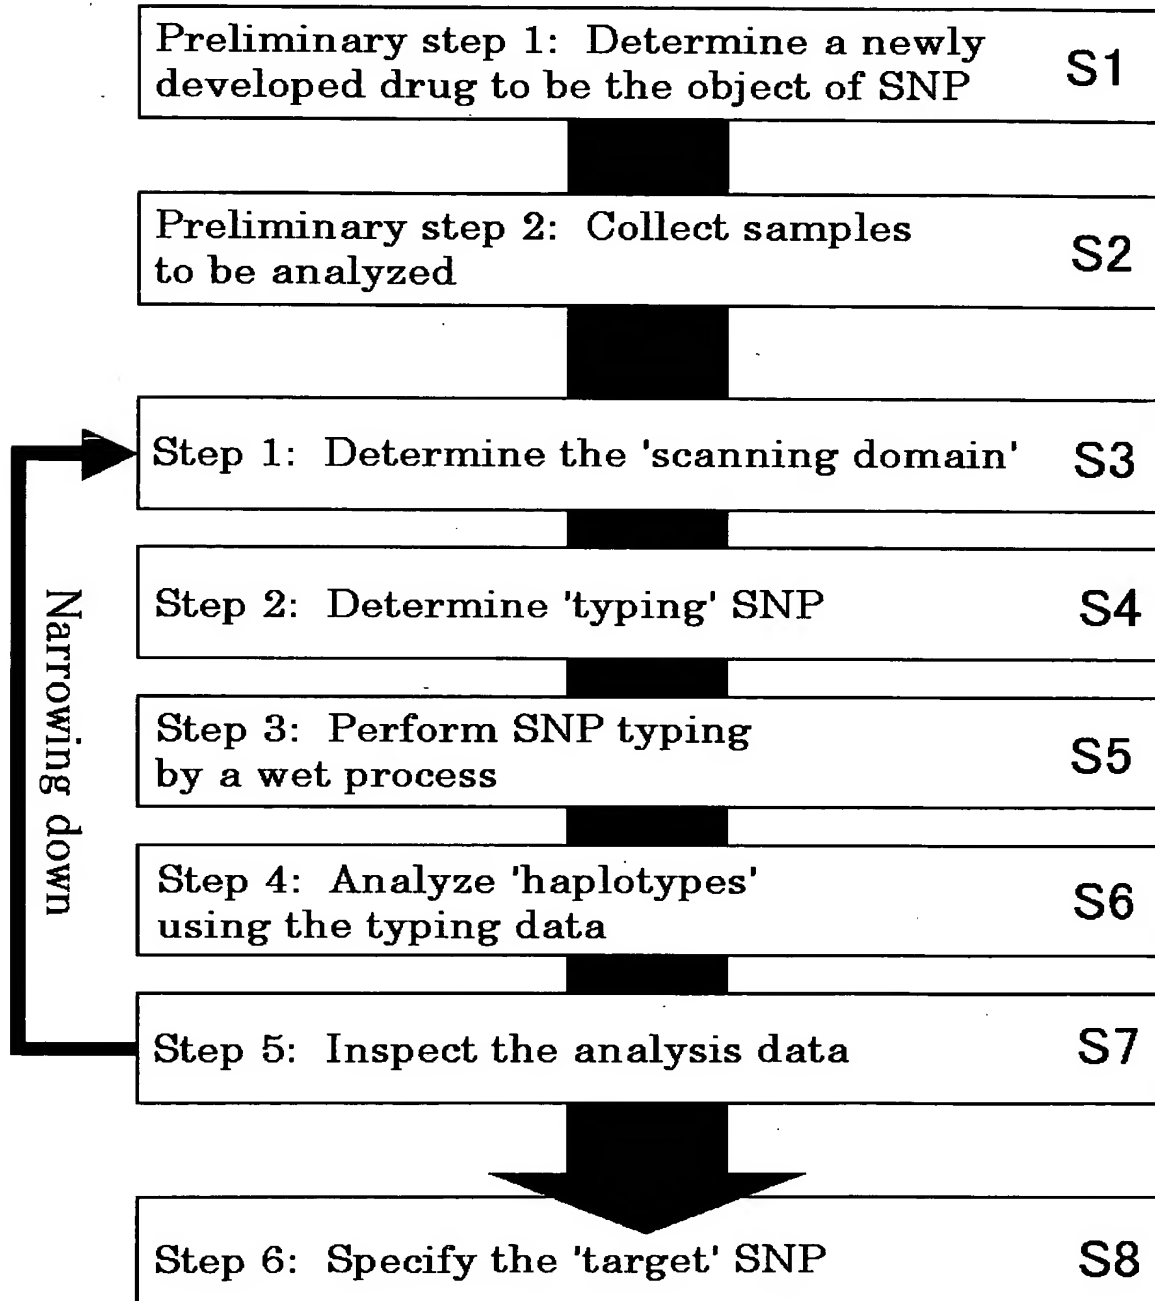 Preliminary step 1: Determine a newly
developed drug to be the object of SNP
S1
Preliminary step 2: Collect samples
to be analyzed
S2
Step 1: Determine the 'scanning domain'
S3
Step 2: Determine 'typing' SNP
S4
Step 3: Perform SNP typing
by a wet process
S5
Step 4: Analyze 'haplotypes'
using the typing data
S6
Step 5: Inspect the analysis data
S7
Narrowing down
Step 6: Specify the 'target' SNP
S8